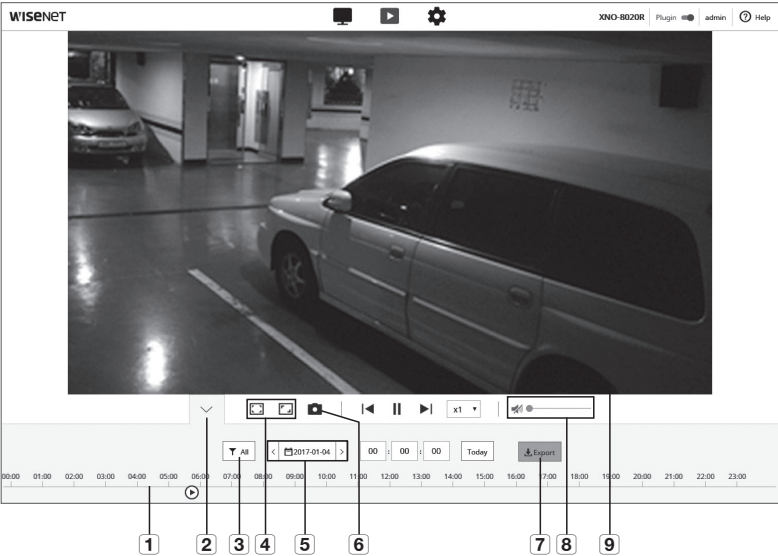 WISENET
XNO-8020R Plugin admin ? Help
x1
All 2017-01-04 00 : 00 : 00 Today Export
00:00 01:00 02:00 03:00 04:00 05:00 06:00 07:00 08:00 09:00 10:00 11:00 12:00 13:00 14:00 15:00 16:00 17:00 18:00 19:00 20:00 21:00 22:00 23:00
1 2 3 4 5 6 7 8 9